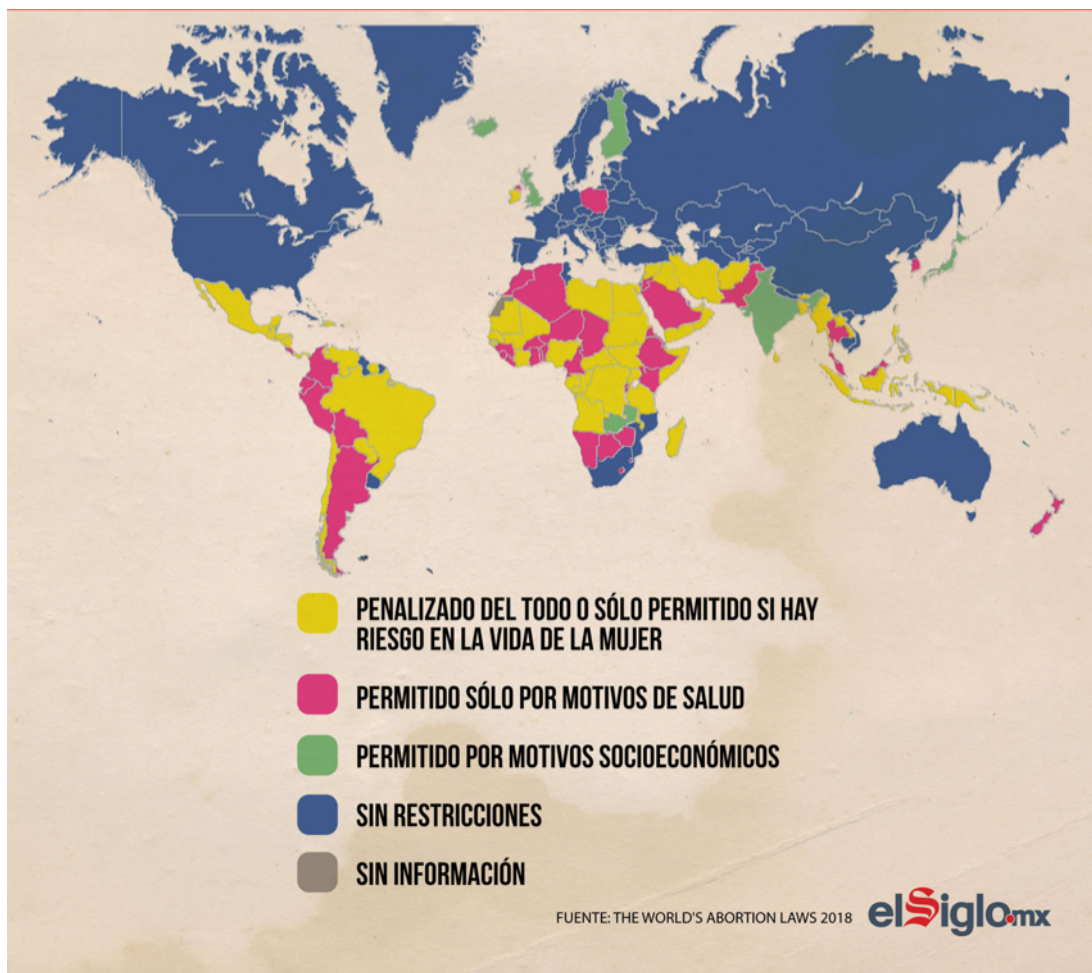 PENALIZADO DEL TODO O SÓLO PERMITIDO SI HAY
RIESGO EN LA VIDA DE LA MUJER
PERMITIDO SÓLO POR MOTIVOS DE SALUD
PERMITIDO POR MOTIVOS SOCIOECONÓMICOS
SIN RESTRICCIONES
SIN INFORMACIÓN
FUENTE: THE WORLD'S ABORTION LAWS 2018
elSiglo.mx